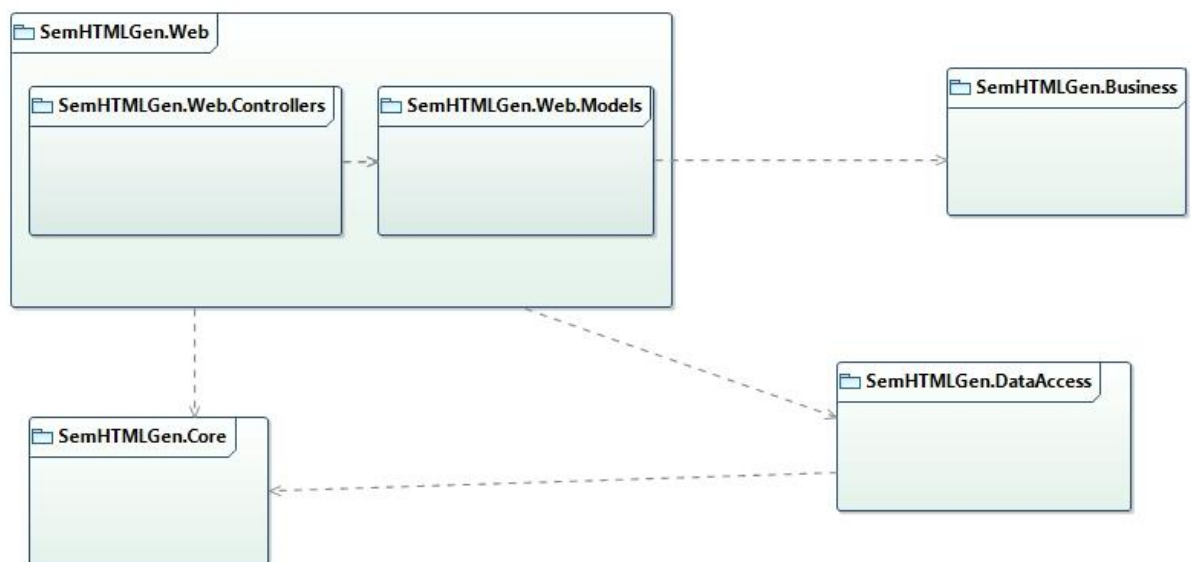 SemHTMLGen.Web
SemHTMLGen.Web.Controllers
SemHTMLGen.Web.Models
SemHTMLGen.Business
SemHTMLGen.DataAccess
SemHTMLGen.Core